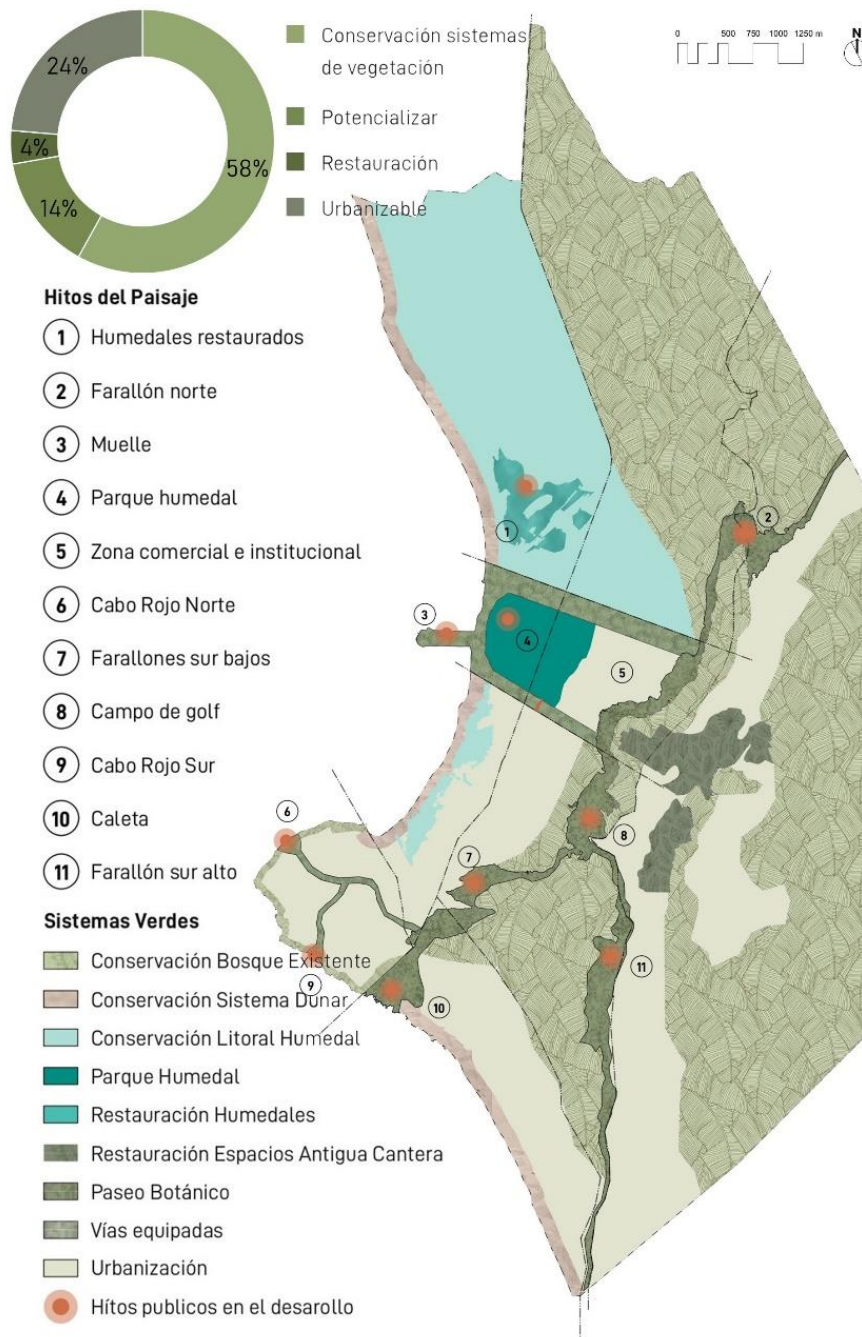 24%
4%
14%
58%
Conservación sistemas
de vegetación
Potencializar
Restauración
Urbanizable
0 500 750 1000 1250 m
N
Hitos del Paisaje
1 Humedales restaurados
2 Farallón norte
3 Muelle
4 Parque humedal
5 Zona comercial e institucional
6 Cabo Rojo Norte
7 Farallones sur bajos
8 Campo de golf
9 Cabo Rojo Sur
10 Caleta
11 Farallón sur alto
Sistemas Verdes
Conservación Bosque Existente
Conservación Sistema Dunar
Conservación Litoral Humedal
Parque Humedal
Restauración Humedales
Restauración Espacios Antigua Cantera
Paseo Botánico
Vías equipadas
Urbanización
Hítos publicos en el desarollo
1
2
3
4
5
6
7
8
9
10
11